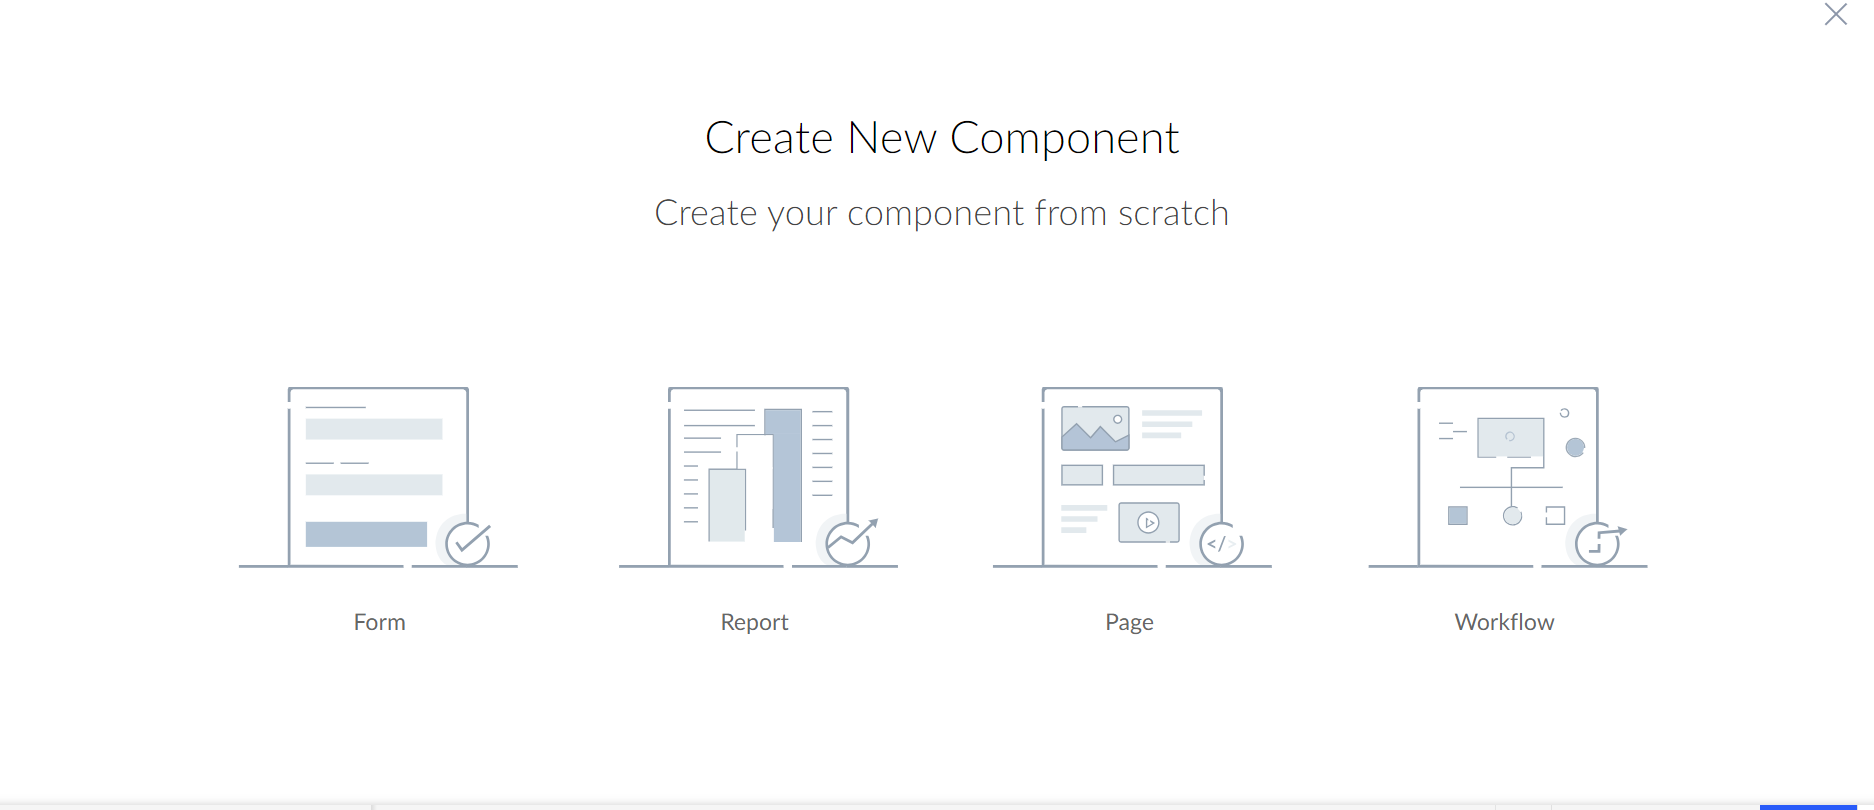 Create New Component
Create your component from scratch
</>
Form
Report
Page
Workflow